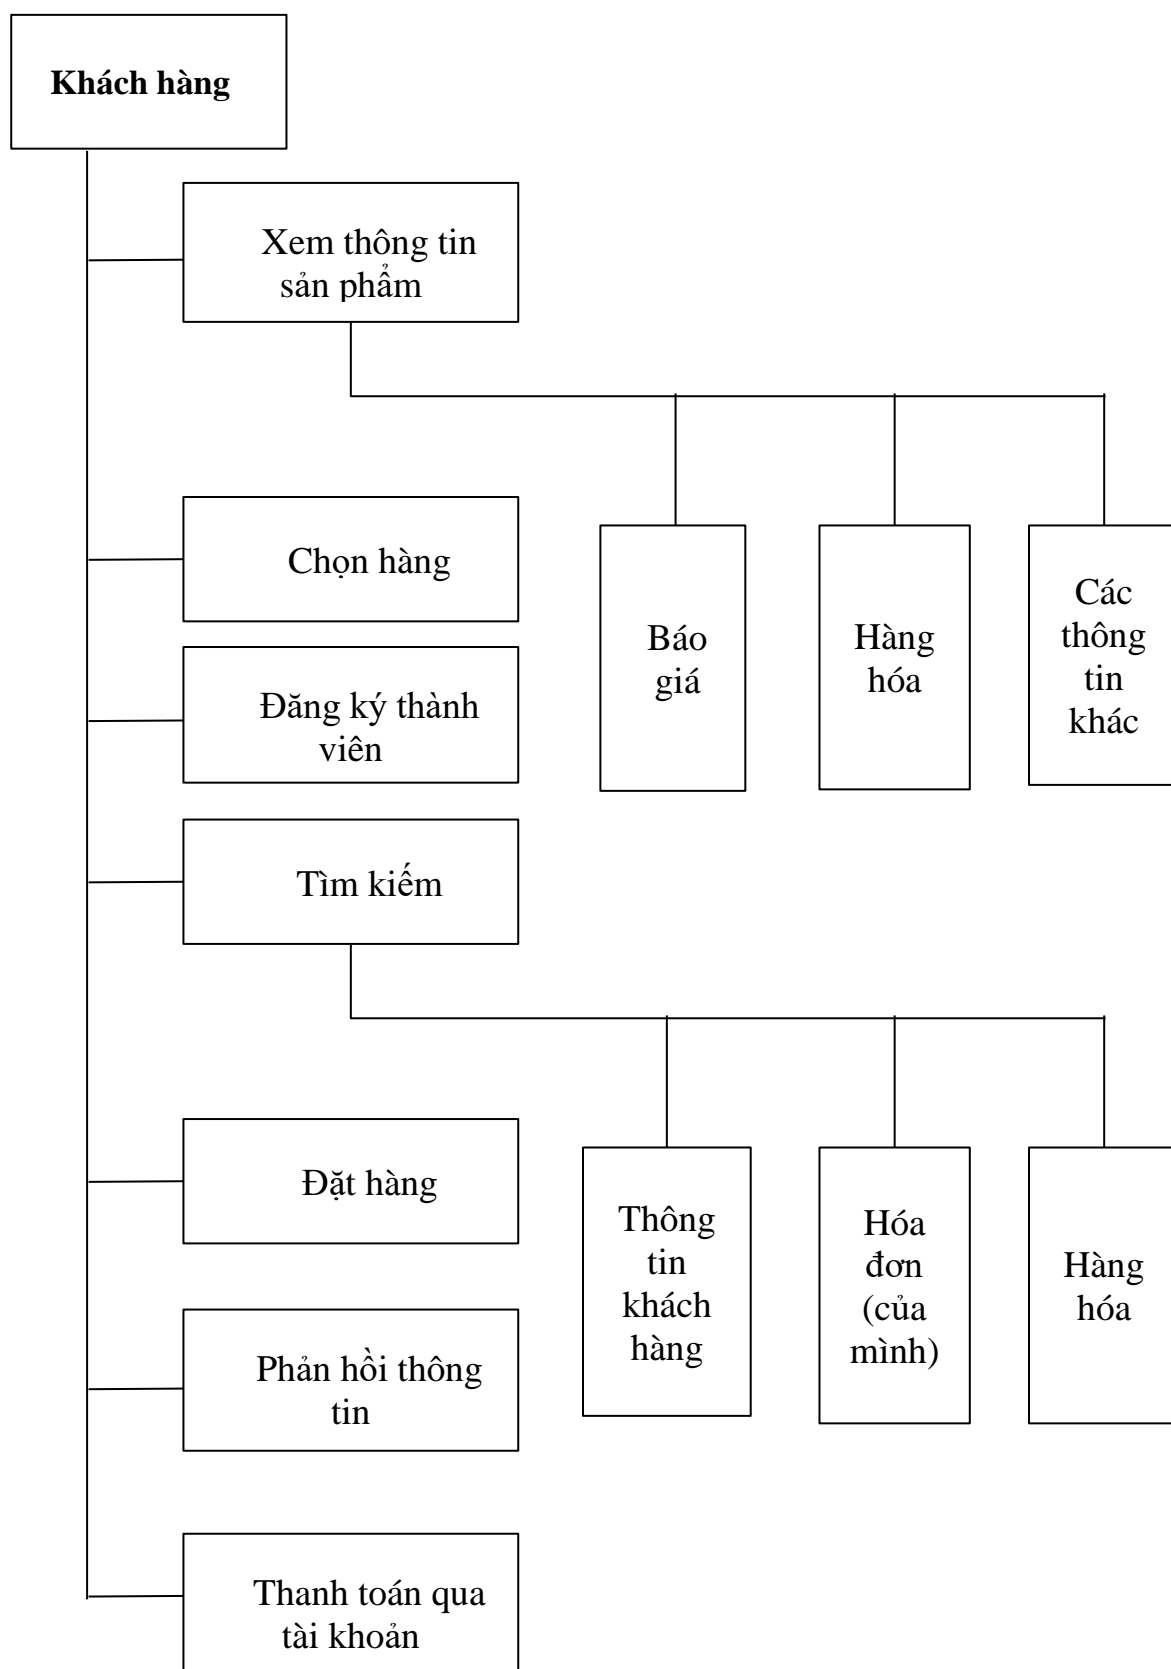 Khách hàng
Xem thông tin
sản phẩm
Chọn hàng
Báo
giá
Hàng
hóa
Các
thông
tin
khác
Đăng ký thành
viên
Tìm kiếm
Đặt hàng
Thông
tin
khách
hàng
Hóa
đơn
(của
mình)
Hàng
hóa
Phản hồi thông
tin
Thanh toán qua
tài khoản